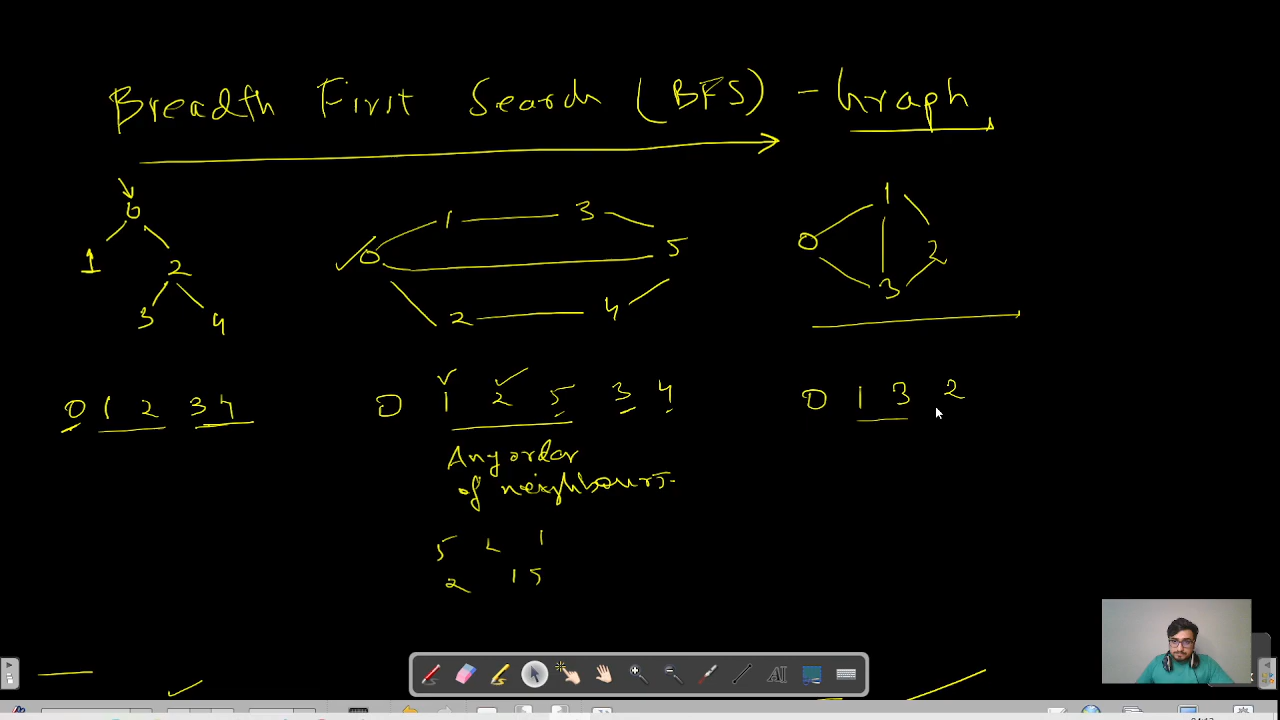 Breadth First Search (BFS) - Graph
0
1 2
3 4
1 3
0 5
2 4
1
0 2
3
0 1 2 3 4
0 1 2 5 3 4
0 1 3 2
Any order
of neighbours.
5 2 1
2 1 5
AI